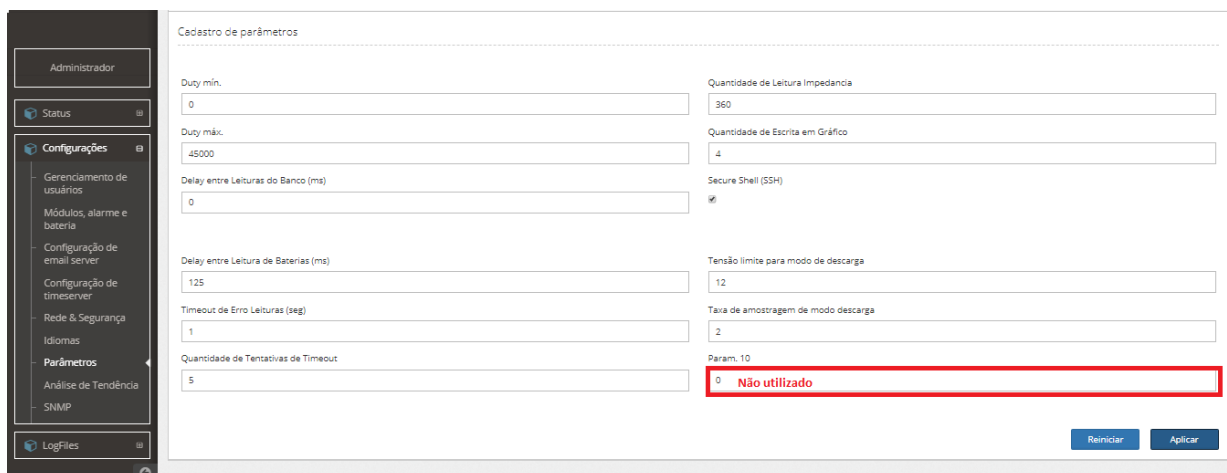 Cadastro de parâmetros
Administrador
Status
Configurações
Gerenciamento de
usuários
Módulos, alarme e
bateria
Configuração de
email server
Configuração de
timeserver
Rede & Segurança
Idiomas
Parâmetros
Análise de Tendência
SNMP
LogFiles
Duty mín.
0
Duty máx.
45000
Delay entre Leituras do Banco (ms)
0
Quantidade de Leitura Impedancia
360
Quantidade de Escrita em Gráfico
4
Secure Shell (SSH)
Delay entre Leitura de Baterias (ms)
125
Timeout de Erro Leituras (seg)
1
Quantidade de Tentativas de Timeout
5
Tensão limite para modo de descarga
12
Taxa de amostragem de modo descarga
2
Param. 10
0 Não utilizado
Reiniciar
Aplicar